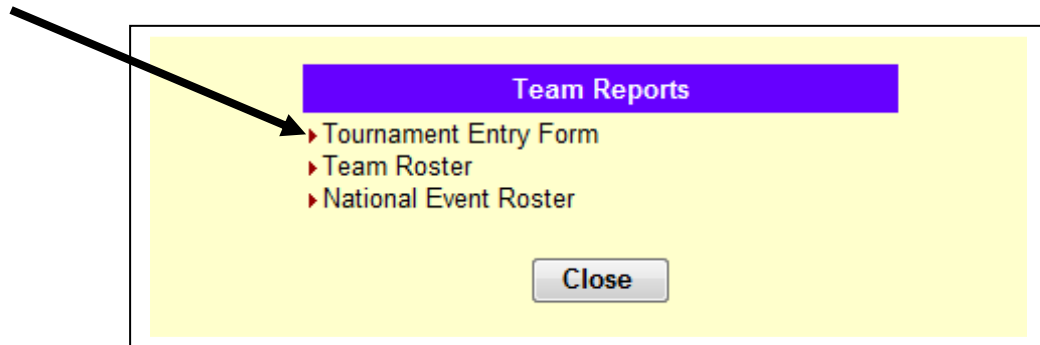 Team Reports
Tournament Entry Form
Team Roster
National Event Roster
Close